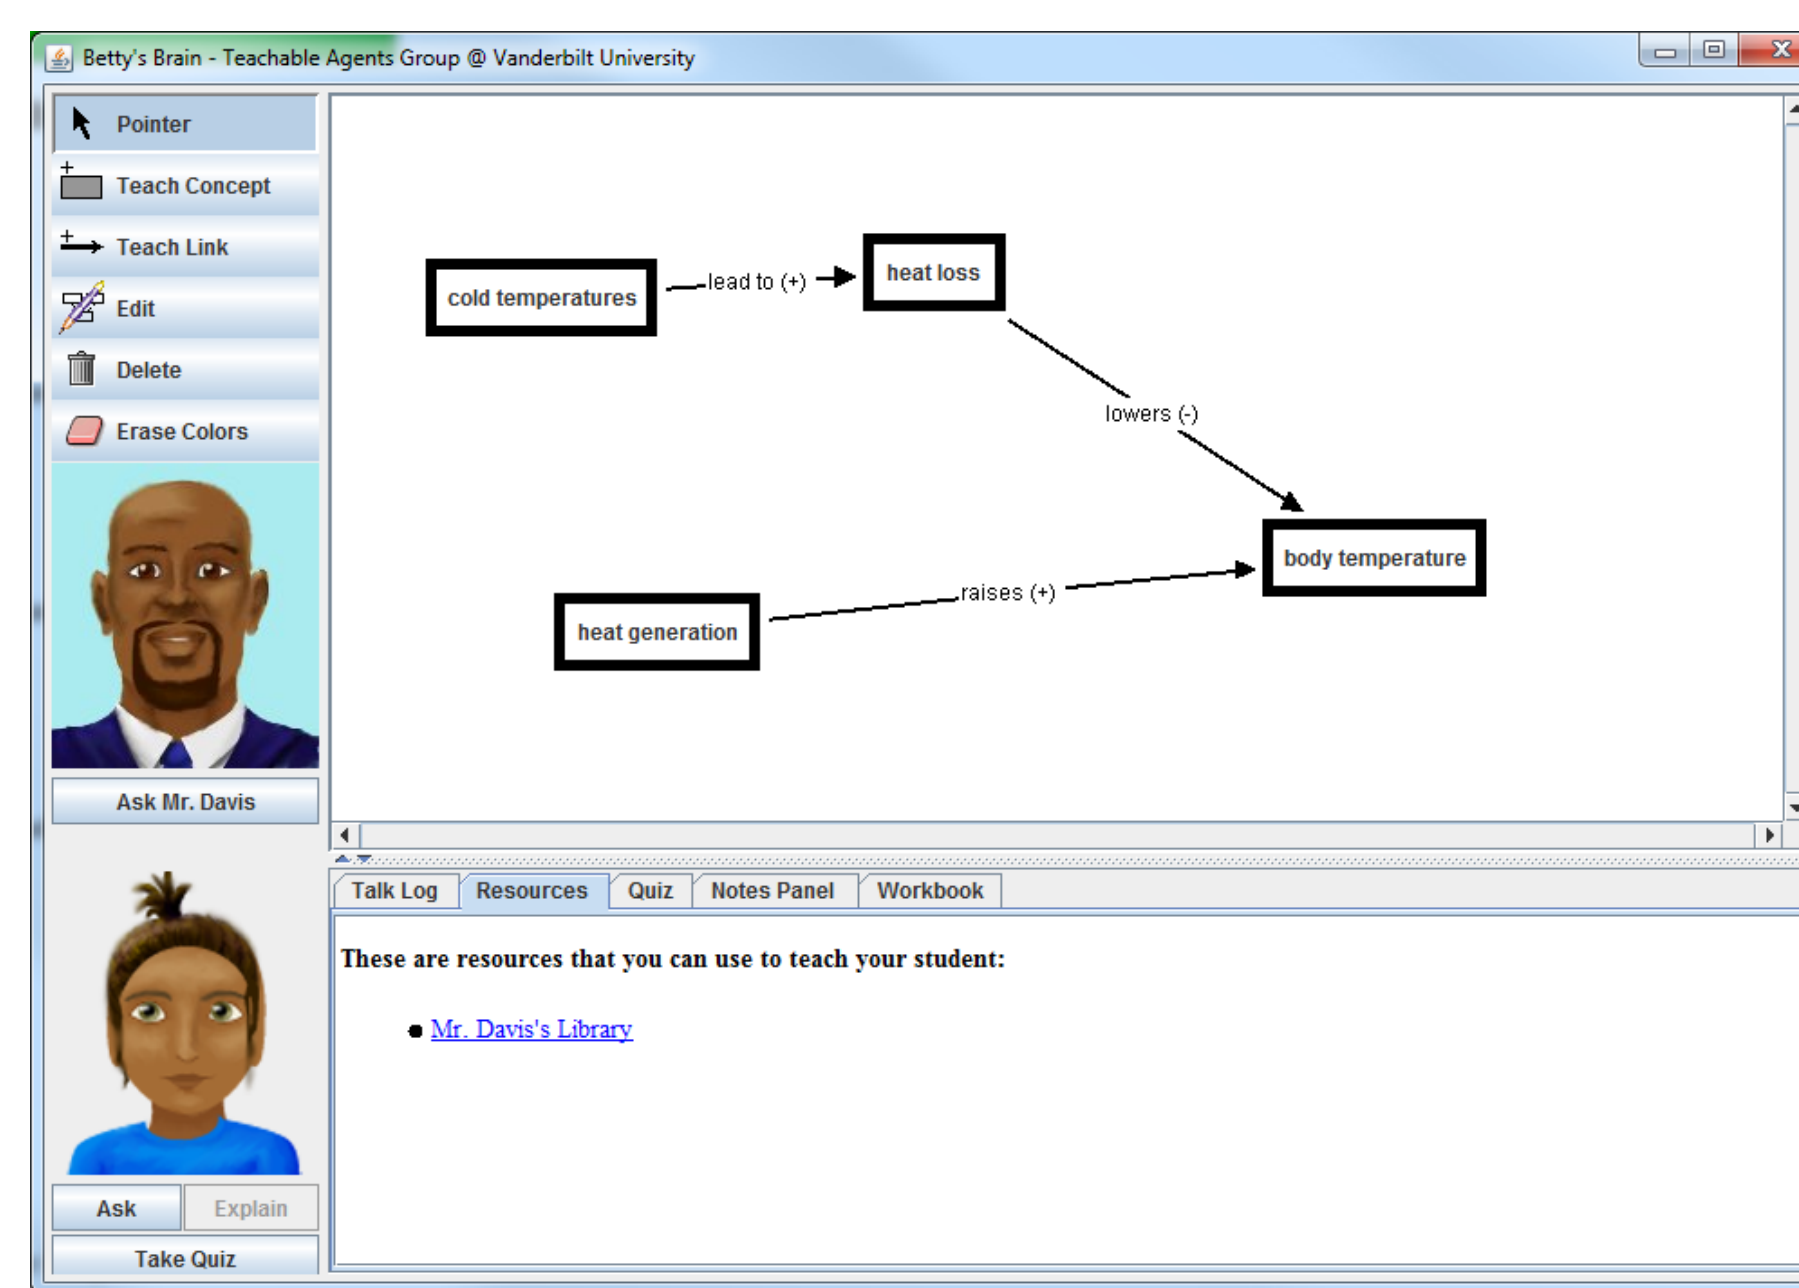 Betty's Brain - Teachable Agents Group @ Vanderbilt University
Pointer
Teach Concept
Teach Link
Edit
Delete
Erase Colors
Ask Mr. Davis
Ask
Explain
Take Quiz
cold temperatures
lead to (+)
heat loss
lowers (-)
body temperature
raises (+)
heat generation
Talk Log
Resources
Quiz
Notes Panel
Workbook
These are resources that you can use to teach your student:
Mr. Davis's Library